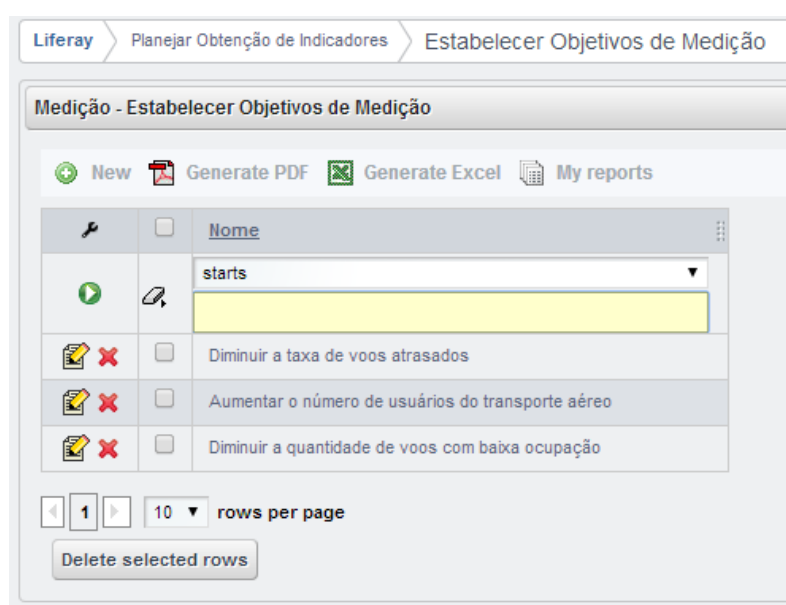 Liferay Planejar Obtenção de Indicadores Estabelecer Objetivos de Medição
Medição - Estabelecer Objetivos de Medição
New Generate PDF Generate Excel My reports
Nome
starts
Diminuir a taxa de voos atrasados
Aumentar o número de usuários do transporte aéreo
Diminuir a quantidade de voos com baixa ocupação
1 10 rows per page
Delete selected rows